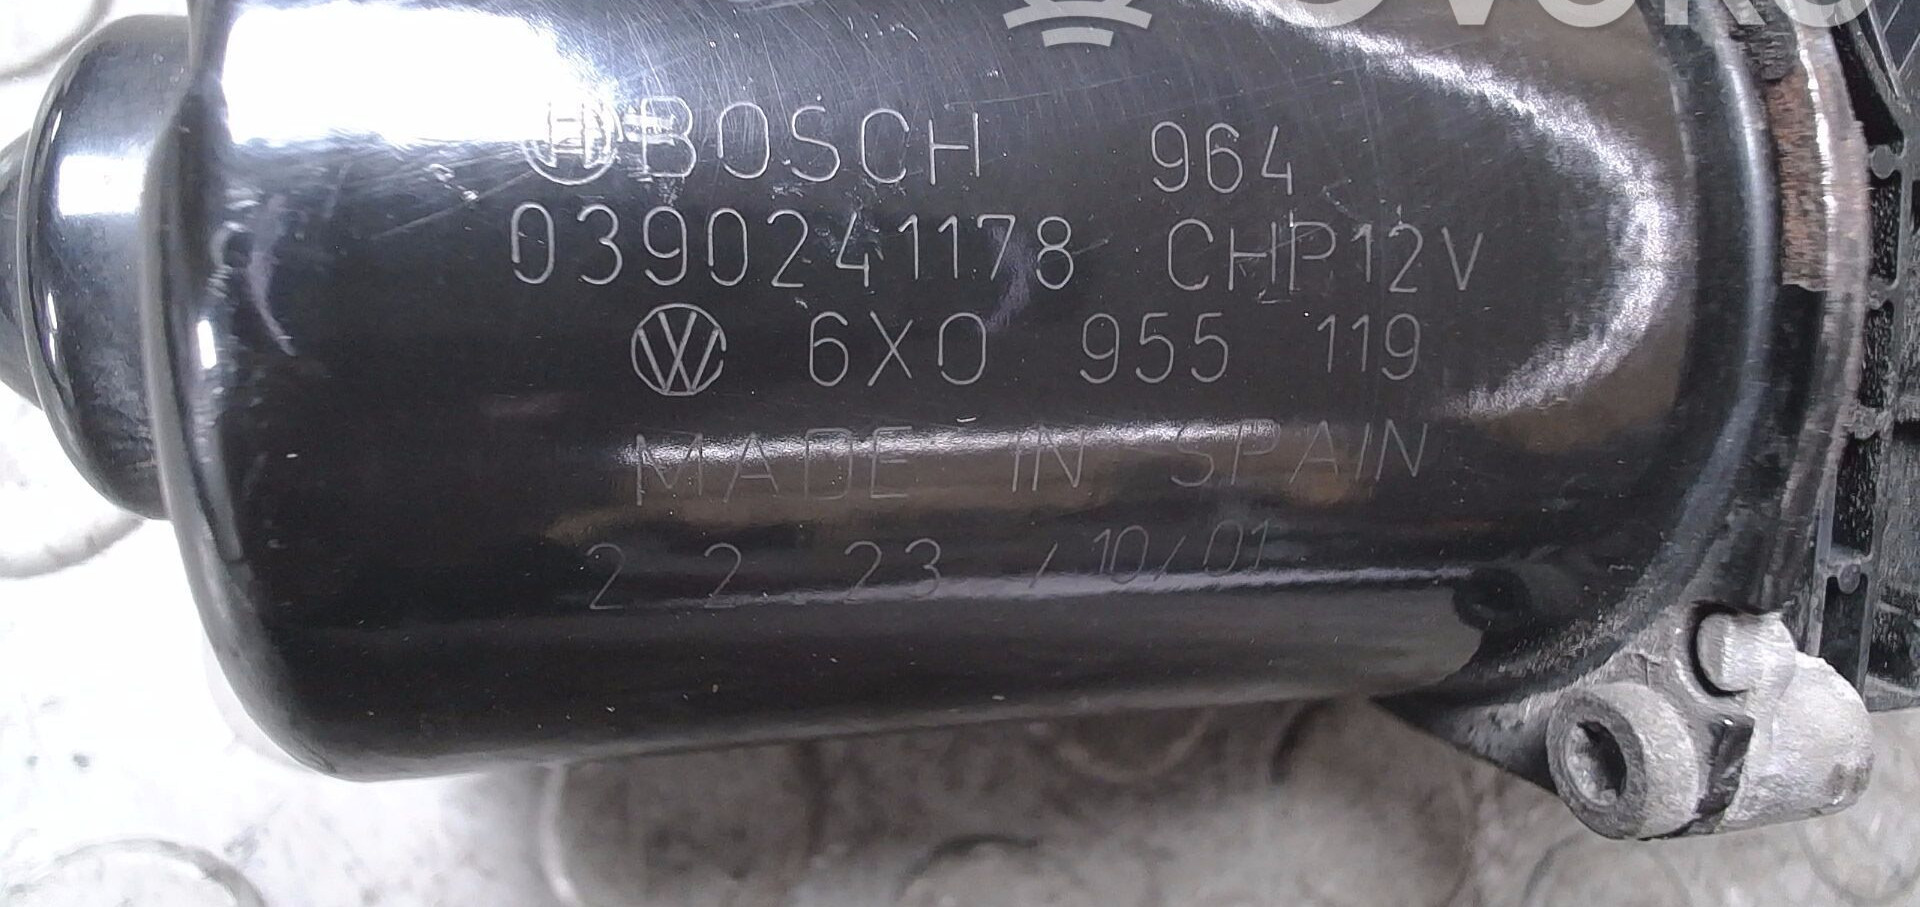 BOSCH 964
0390241178 CHP12V
6X0 955 119
MADE IN SPAIN
2 2 23 / 10/01